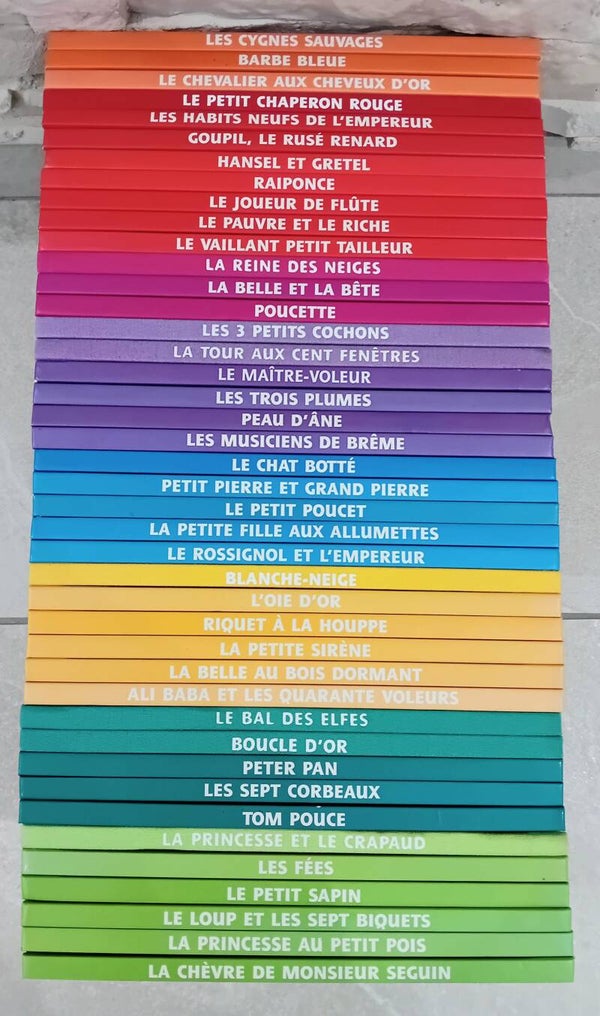 LES CYGNES SAUVAGES
BARBE BLEUE
LE CHEVALIER AUX CHEVEUX D'OR
LE PETIT CHAPERON ROUGE
LES HABITS NEUFS DE L'EMPEREUR
GOUPIL, LE RUSÉ RENARD
HANSEL ET GRETEL
RAIPONCE
LE JOUEUR DE FLÛTE
LE PAUVRE ET LE RICHE
LE VAILLANT PETIT TAILLEUR
LA REINE DES NEIGES
LA BELLE ET LA BÊTE
POUCETTE
LES 3 PETITS COCHONS
LA TOUR AUX CENT FENÊTRES
LE MAÎTRE-VOLEUR
LES TROIS PLUMES
PEAU D'ÂNE
LES MUSICIENS DE BRÊME
LE CHAT BOTTÉ
PETIT PIERRE ET GRAND PIERRE
LE PETIT POUCET
LA PETITE FILLE AUX ALLUMETTES
LE ROSSIGNOL ET L'EMPEREUR
BLANCHE-NEIGE
L'OIE D'OR
RIQUET À LA HOUPPE
LA PETITE SIRÈNE
LA BELLE AU BOIS DORMANT
ALI BABA ET LES QUARANTE VOLEURS
LE BAL DES ELFES
BOUCLE D'OR
PETER PAN
LES SEPT CORBEAUX
TOM POUCE
LA PRINCESSE ET LE CRAPAUD
LES FÉES
LE PETIT SAPIN
LE LOUP ET LES SEPT BIQUETS
LA PRINCESSE AU PETIT POIS
LA CHÈVRE DE MONSIEUR SEGUIN